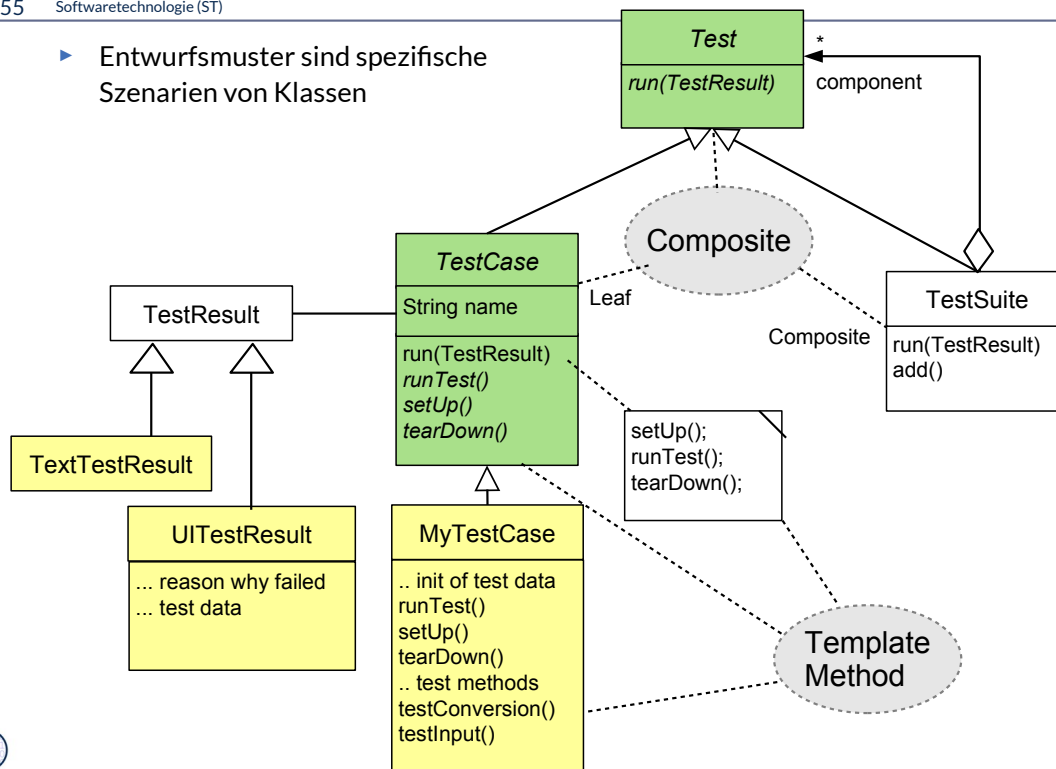 55 Softwaretechnologie (ST)
► Entwurfsmuster sind spezifische
Szenarien von Klassen
Test
run(TestResult)
*
component
Composite
TestCase
String name
run(TestResult)
runTest()
setUp()
tearDown()
Leaf
Composite
TestSuite
run(TestResult)
add()
TestResult
TextTestResult
UITestResult
... reason why failed
... test data
setUp();
runTest();
tearDown();
MyTestCase
.. init of test data
runTest()
setUp()
tearDown()
.. test methods
testConversion()
testInput()
Template
Method